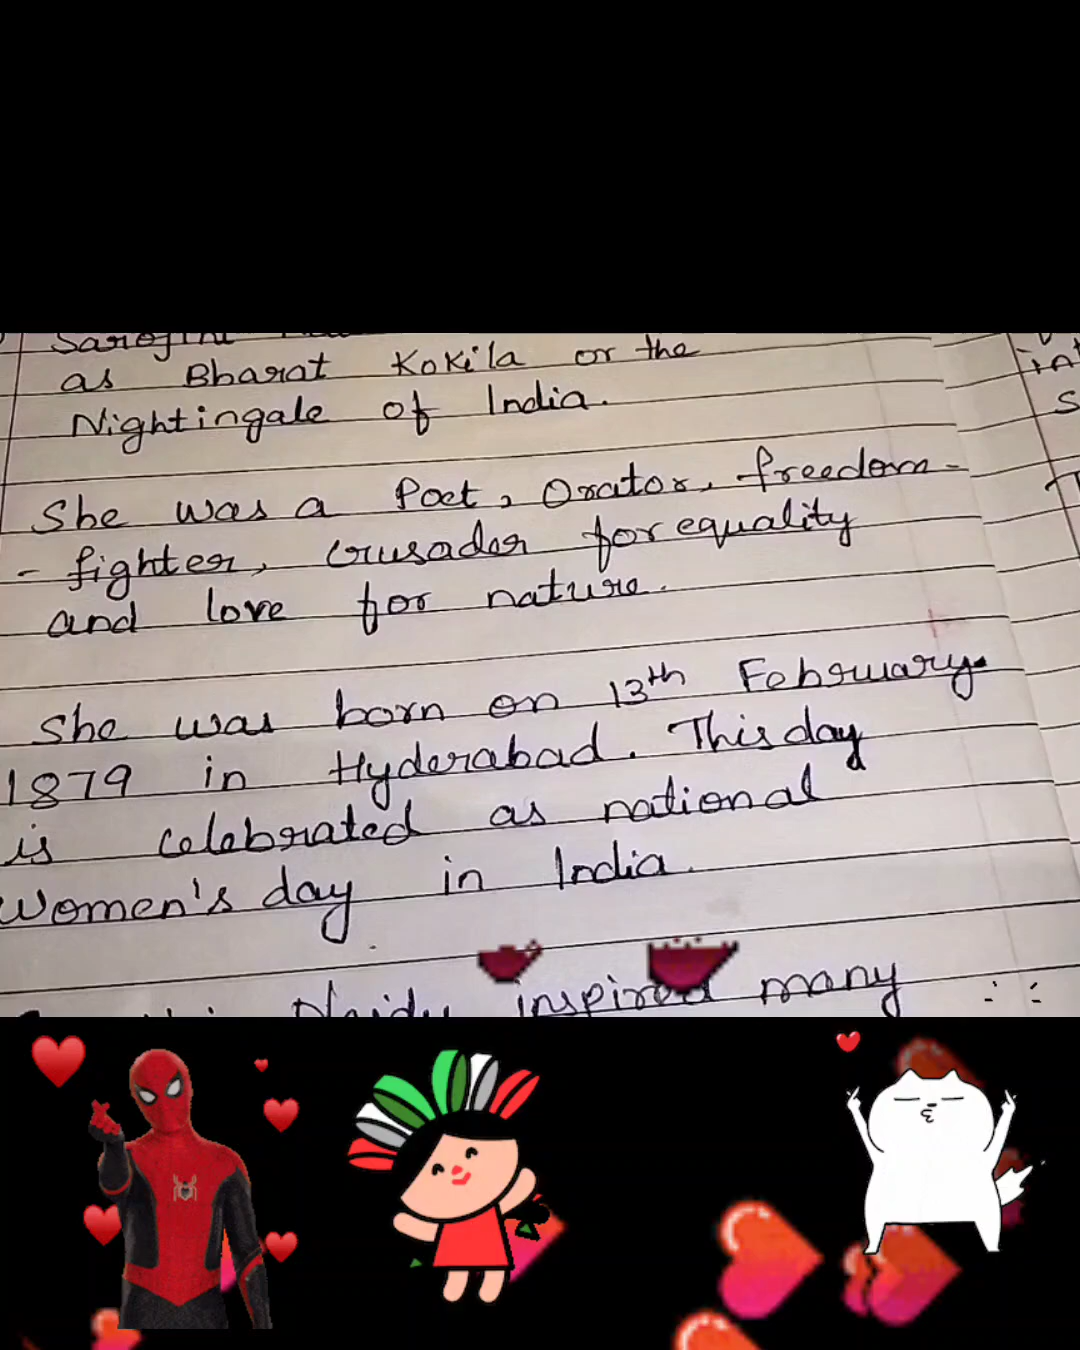 Sarojini
as Bharat Kokila or the
Nightingale of India.
She was a Poet, Orator, freedom-
- fighter, crusader for equality
and love for nature.
She was born on 13th February
1879 in Hyderabad. This day
is celebrated as national
Women's day in India.
Naidu inspired many